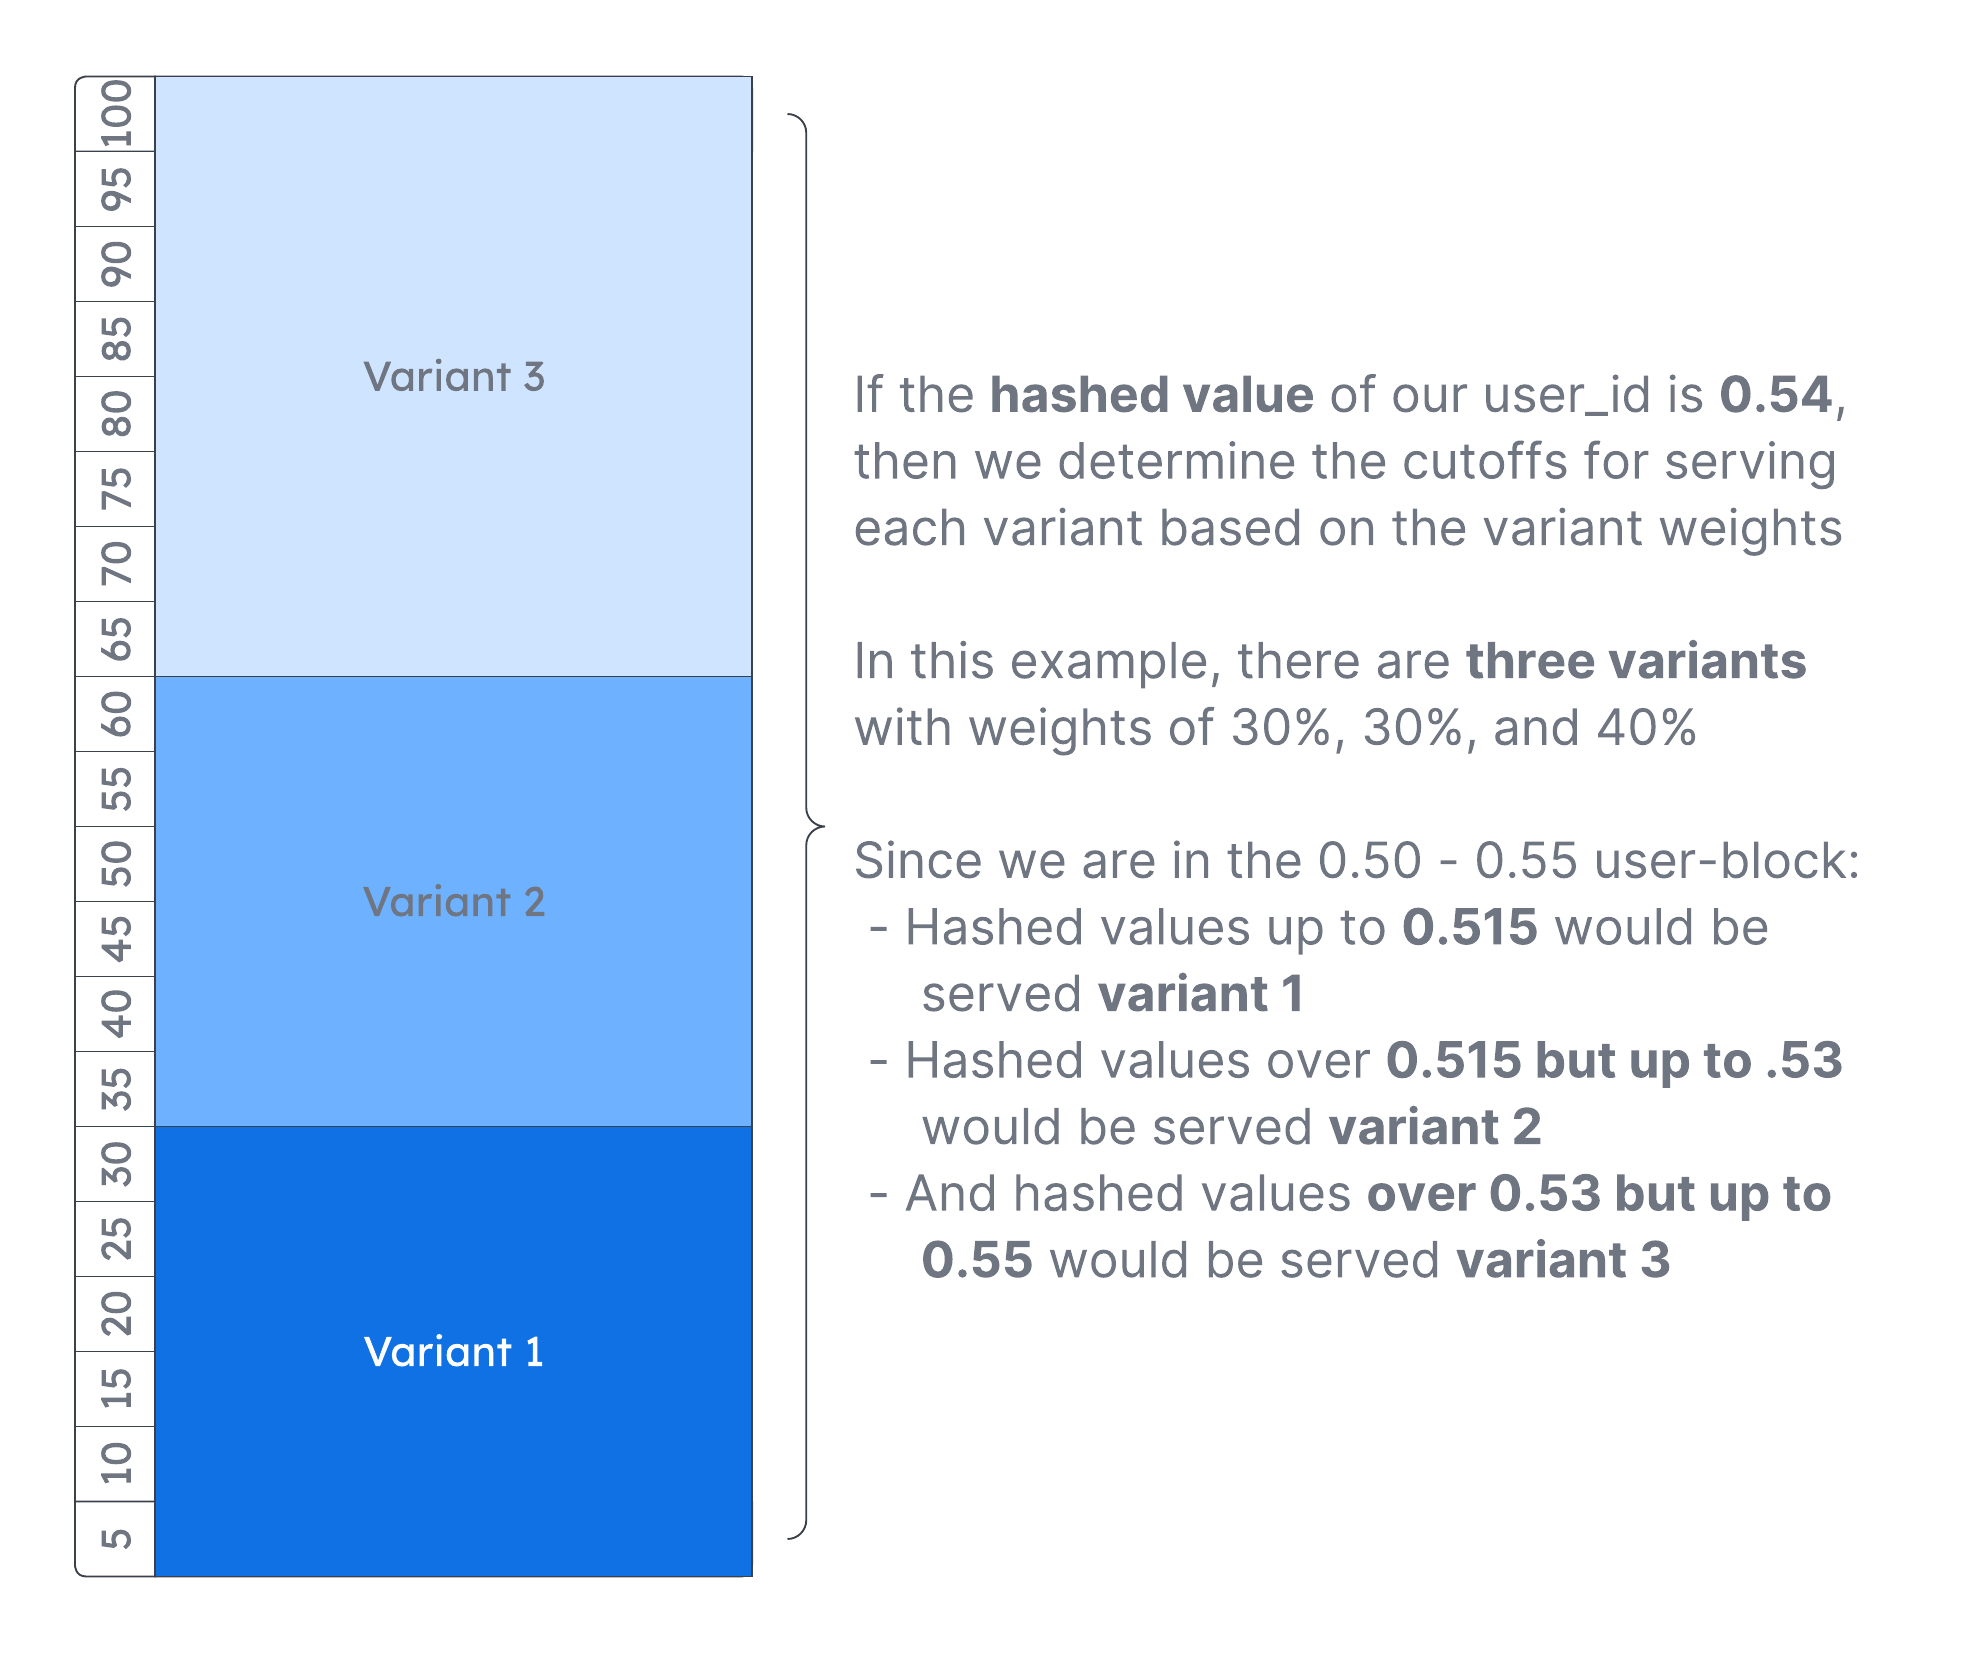 100
95
90
85
80
75
70
65
60
55
50
45
40
35
30
25
20
15
10
5
Variant 3
Variant 2
Variant 1
If the hashed value of our user_id is 0.54,
then we determine the cutoffs for serving
each variant based on the variant weights
In this example, there are three variants
with weights of 30%, 30%, and 40%
Since we are in the 0.50 - 0.55 user-block:
- Hashed values up to 0.515 would be
served variant 1
- Hashed values over 0.515 but up to .53
would be served variant 2
- And hashed values over 0.53 but up to
0.55 would be served variant 3